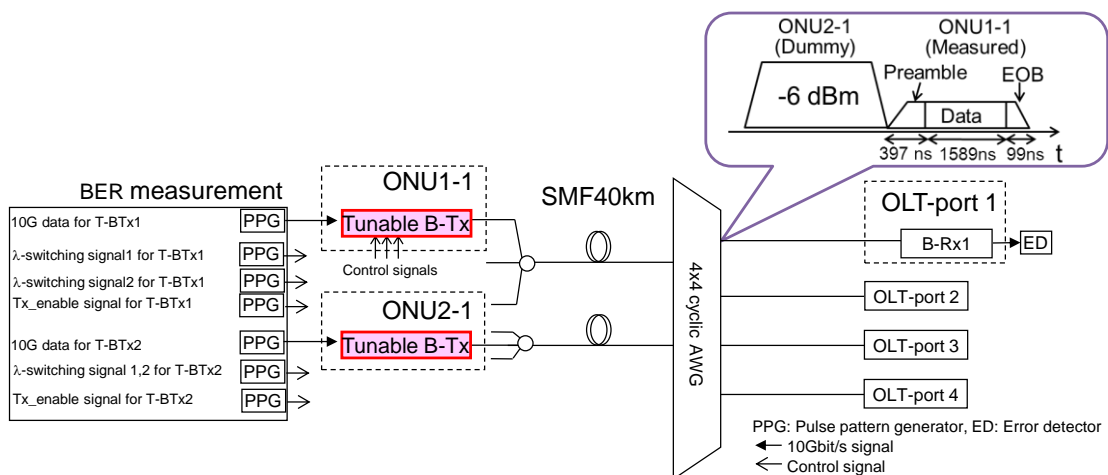 ONU2-1
(Dummy)
ONU1-1
(Measured)
Preamble
EOB
-6 dBm
Data
397 ns
1589ns
99ns
t
BER measurement
10G data for T-BTx1
PPG
λ-switching signal1 for T-BTx1
PPG
λ-switching signal2 for T-BTx1
PPG
Tx_enable signal for T-BTx1
PPG
10G data for T-BTx2
PPG
λ-switching signal 1,2 for T-BTx2
PPG
Tx_enable signal for T-BTx2
PPG
ONU1-1
Tunable B-Tx
Control signals
ONU2-1
Tunable B-Tx
SMF40km
4x4 cyclic AWG
OLT-port 1
B-Rx1
ED
OLT-port 2
OLT-port 3
OLT-port 4
PPG: Pulse pattern generator, ED: Error detector
10Gbit/s signal
Control signal